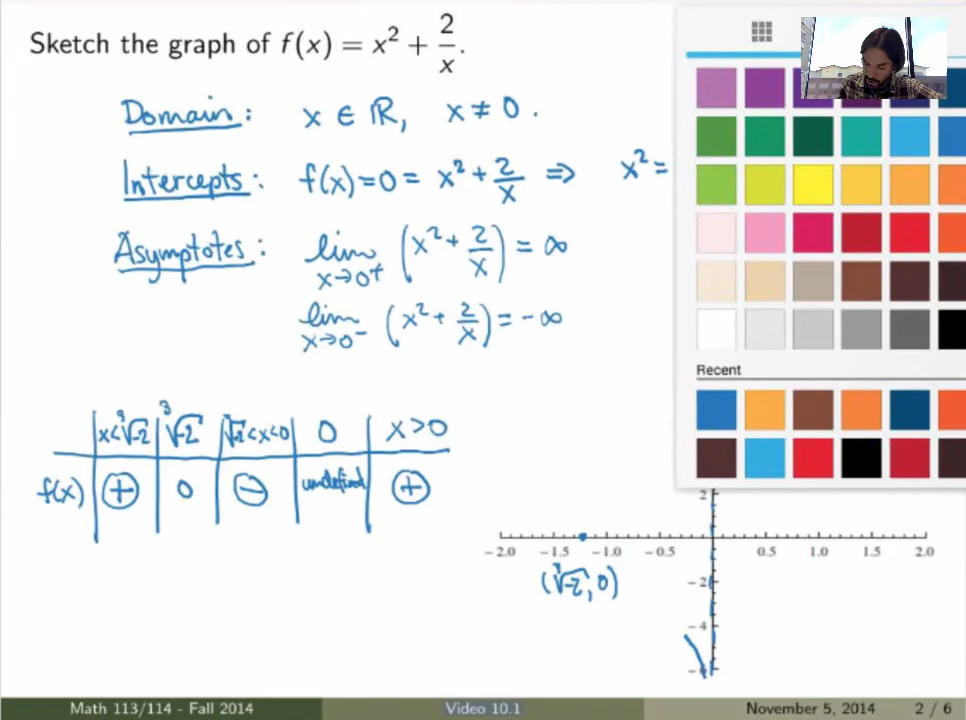 Sketch the graph of f(x) = x² + 2/x.
Domain: x ∈ ℝ, x ≠ 0.
Intercepts: f(x)=0= x² + 2/x ⇒ x² =
Asymptotes: lim x→0⁺ (x² + 2/x) = ∞
lim x→0⁻ (x² + 2/x) = -∞
Recent
x<∛-2 ∛-2 ∛-2<x<0 0 x>0
f(x) + 0 − undefined +
2
-2.0 -1.5 -1.0 -0.5 0.5 1.0 1.5 2.0
(∛-2, 0)
-2
-4
Math 113/114 - Fall 2014 Video 10.1 November 5, 2014 2 / 6